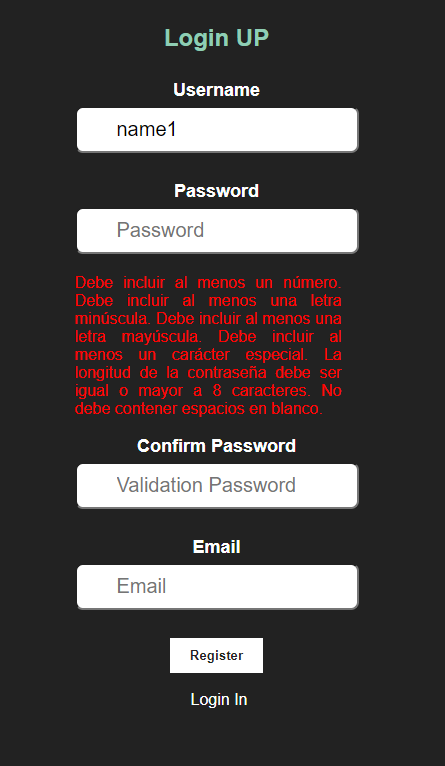 Login UP
Username
name1
Password
Password
Debe incluir al menos un número.
Debe incluir al menos una letra
minúscula. Debe incluir al menos una
letra mayúscula. Debe incluir al
menos un carácter especial. La
longitud de la contraseña debe ser
igual o mayor a 8 caracteres. No
debe contener espacios en blanco.
Confirm Password
Validation Password
Email
Email
Register
Login In